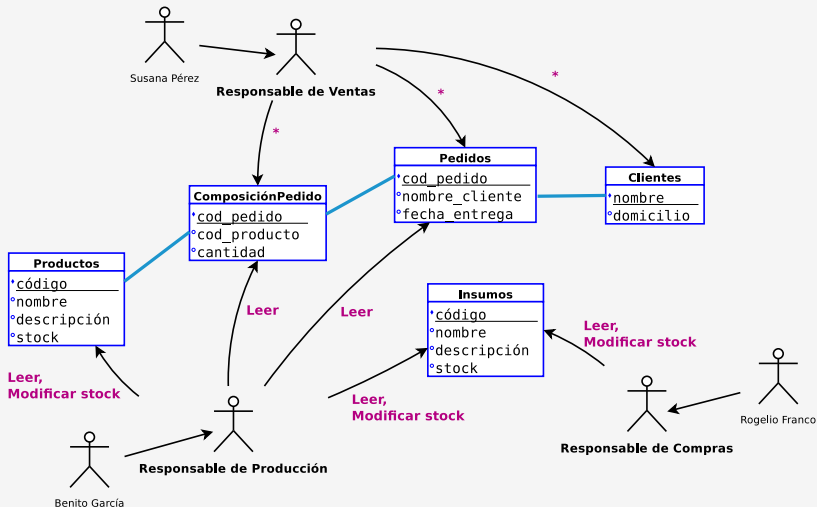 Susana Pérez
Responsable de Ventas
*
*
*
Pedidos
cod_pedido
nombre_cliente
fecha_entrega
Clientes
nombre
domicilio
ComposiciónPedido
cod_pedido
cod_producto
cantidad
Productos
código
nombre
descripción
stock
Insumos
código
nombre
descripción
stock
Leer
Leer
Leer,
Modificar stock
Leer,
Modificar stock
Leer,
Modificar stock
Rogelio Franco
Responsable de Compras
Responsable de Producción
Benito García